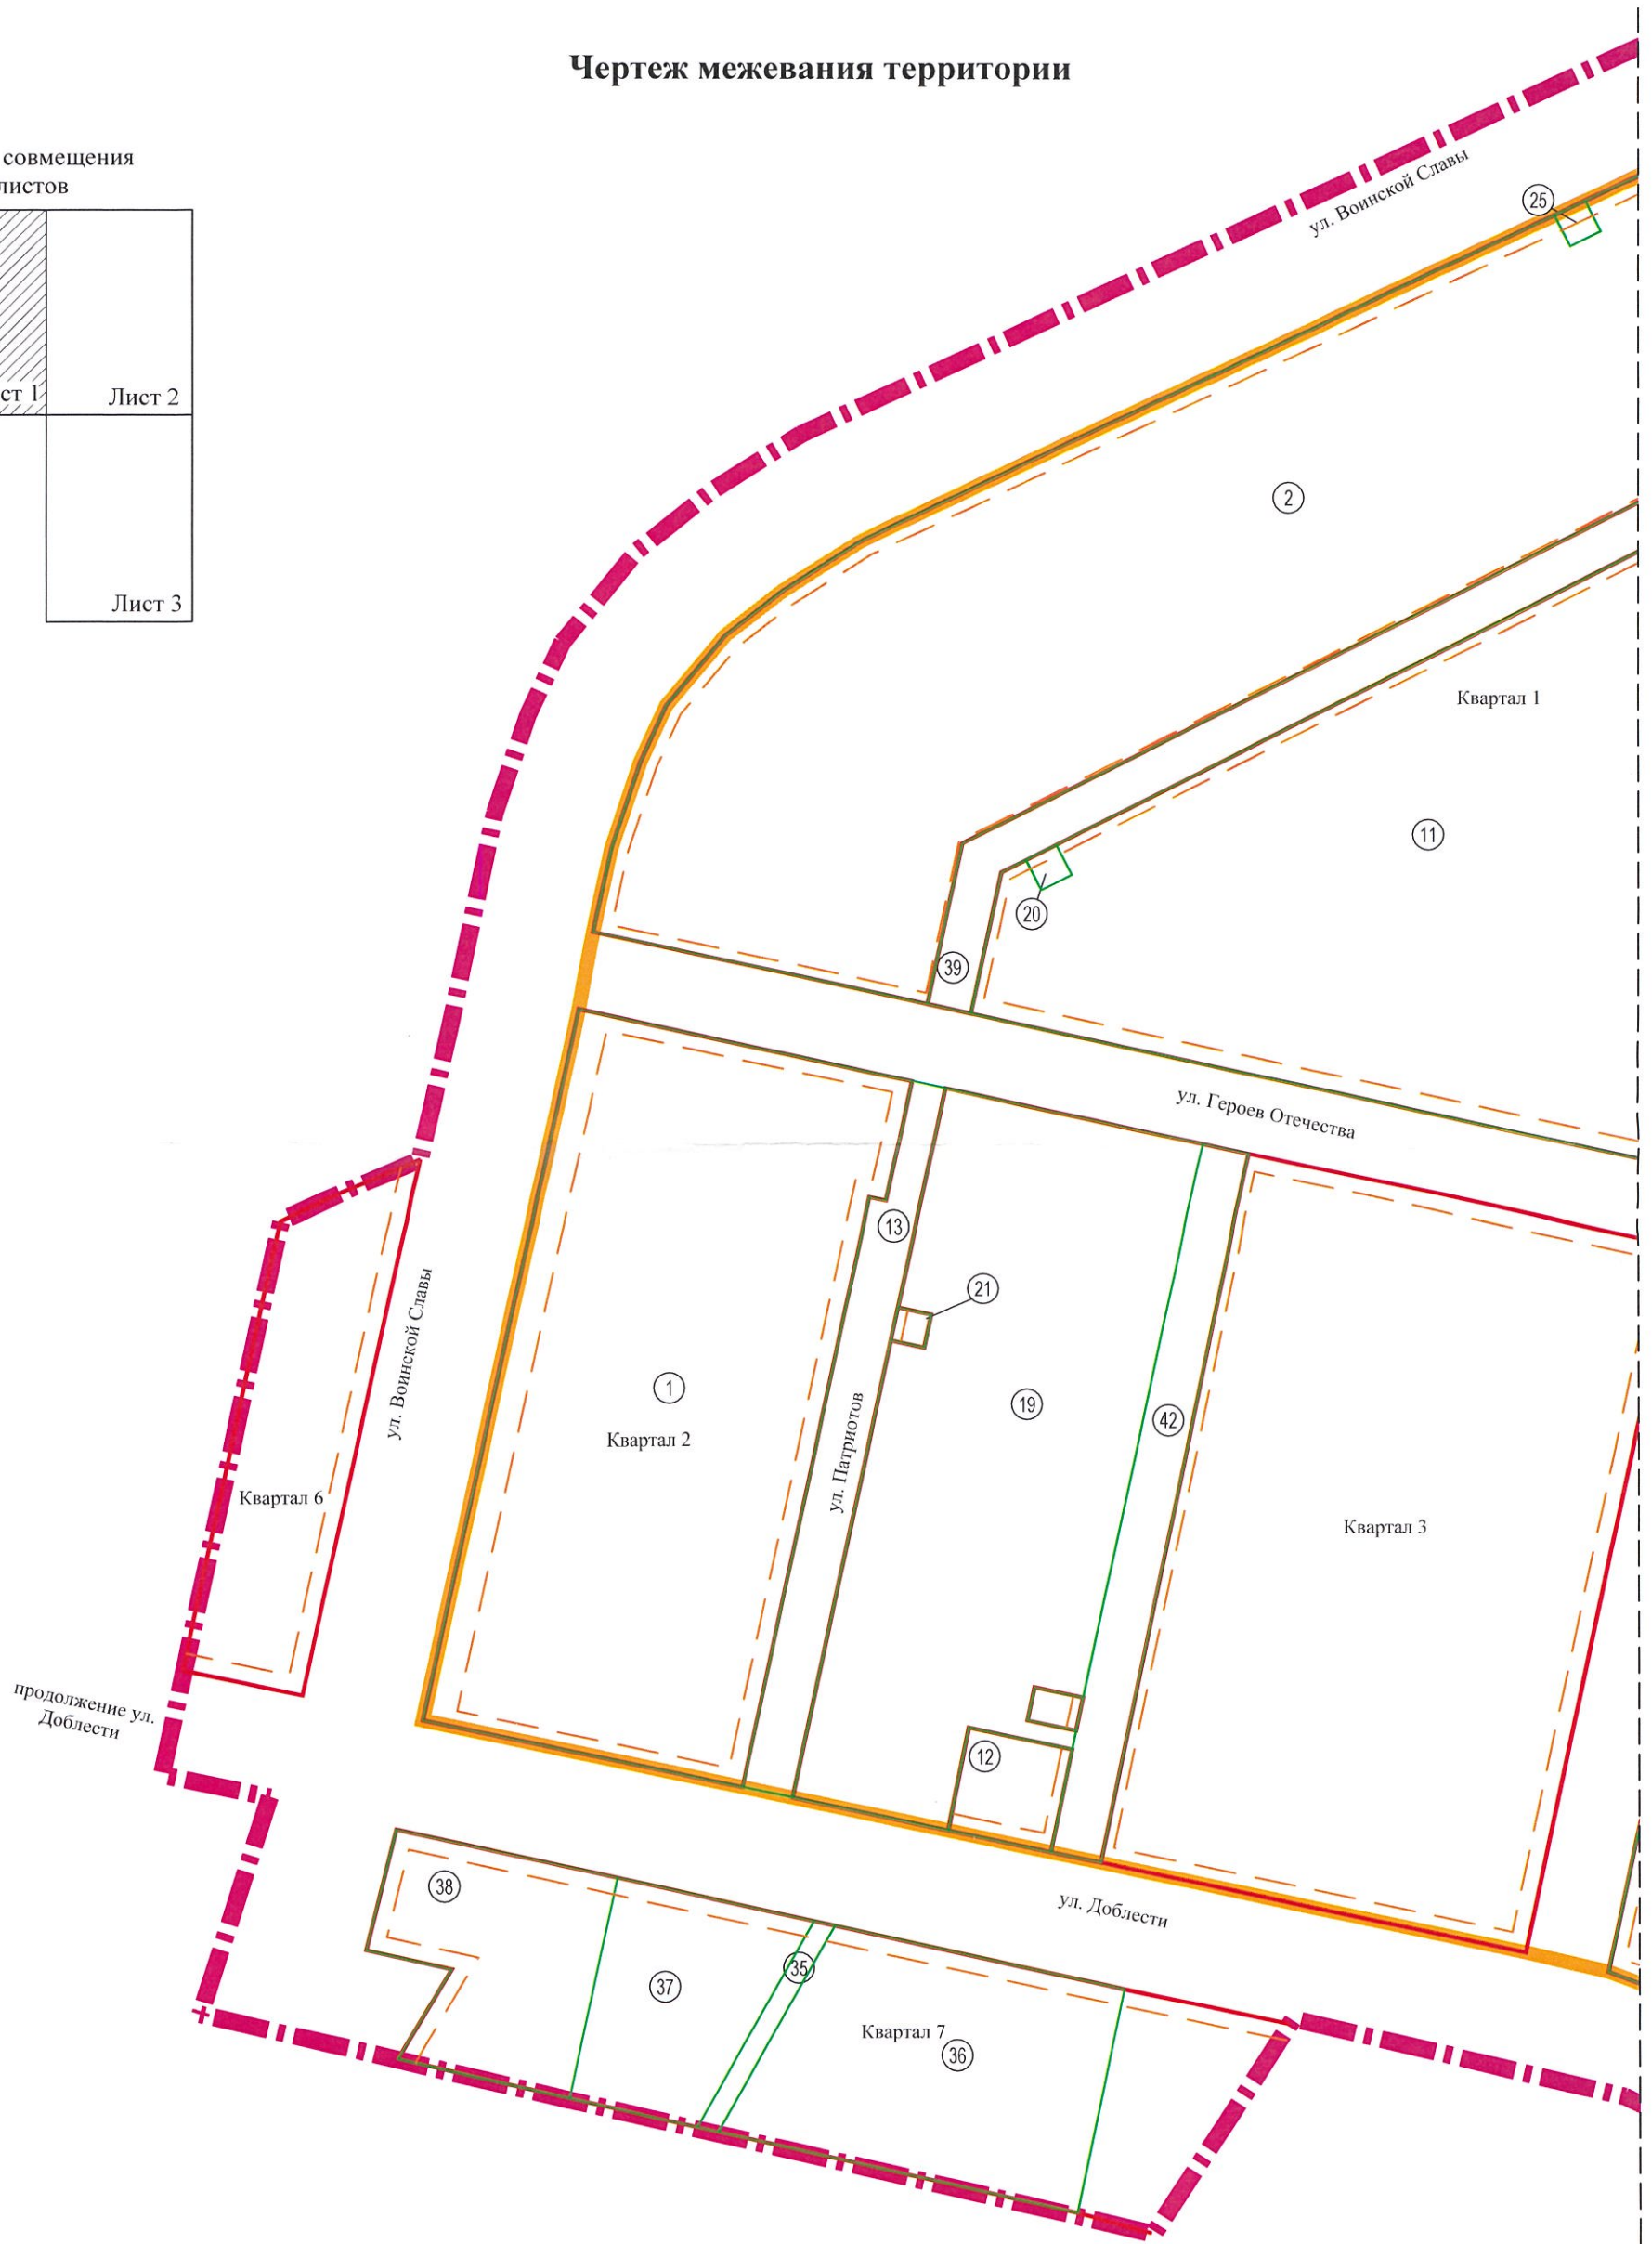 Чертеж межевания территории
совмещения
листов
ст 1
Лист 2
Лист 3
ул. Воинской Славы
25
2
Квартал 1
11
20
39
ул. Героев Отечества
13
21
1
Квартал 2
ул. Воинской Славы
ул. Патриотов
19
42
Квартал 6
Квартал 3
продолжение ул.
Доблести
12
38
ул. Доблести
35
37
Квартал 7
36